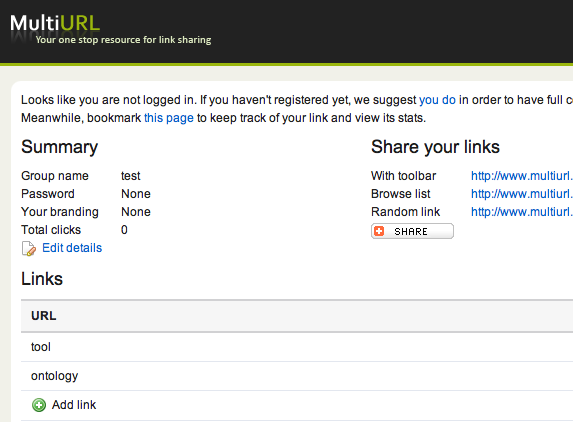 MultiURL
Your one stop resource for link sharing
Looks like you are not logged in. If you haven't registered yet, we suggest you do in order to have full
Meanwhile, bookmark this page to keep track of your link and view its stats.
Summary
Group name test
Password None
Your branding None
Total clicks 0
Edit details
Share your links
With toolbar http://www.multiurl.
Browse list http://www.multiurl.
Random link http://www.multiurl.
SHARE
Links
URL
tool
ontology
Add link